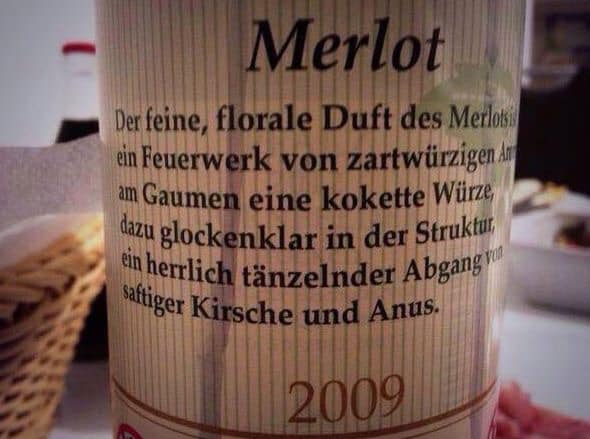 Merlot
Der feine, florale Duft des Merlots
ein Feuerwerk von zartwürzigen
am Gaumen eine kokette Würze,
dazu glockenklar in der Struktur,
ein herrlich tänzelnder Abgang von
saftiger Kirsche und Anus.
2009